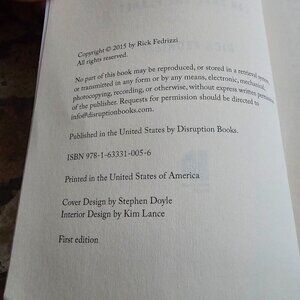 Copyright © 2015 by Rick Fedrizzi
All rights reserved.
No part of this book may be reproduced, or stored in a retrieval system,
or transmitted in any form or by any means, electronic, mechanical,
photocopying, recording, or otherwise, without express written permission
of the publisher. Requests for permission should be directed to
info@disruptionbooks.com.
Published in the United States by Disruption Books.
ISBN 978-1-63331-005-6
Printed in the United States of America
Cover Design by Stephen Doyle
Interior Design by Kim Lance
First edition